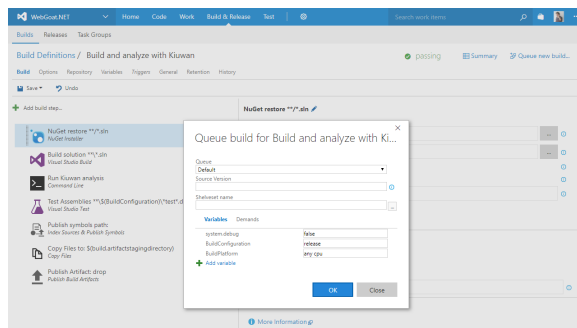 WebGoat.NET Home Code Work Build & Release Test Search work items
Builds Releases Task Groups
Build Definitions / Build and analyze with Kiuwan passing Summary Queue new build...
Build Options Repository Variables Triggers General Retention History
Save Undo
Add build step...
NuGet restore **/*.sln
NuGet restore **/*.sln
NuGet Installer
Build solution **\*.sln
Visual Studio Build
Run Kiuwan analysis
Command Line
Test Assemblies **\$(BuildConfiguration)\*test*.d
Visual Studio Test
Publish symbols path:
Index Sources & Publish Symbols
Copy Files to: $(build.artifactstagingdirectory)
Copy Files
Publish Artifact: drop
Publish Build Artifacts
Queue build for Build and analyze with Ki...
Queue
Default
Source Version
Shelveset name
...
Variables Demands
system.debug false
BuildConfiguration release
BuildPlatform any cpu
Add variable
OK Close
...
...
More Information